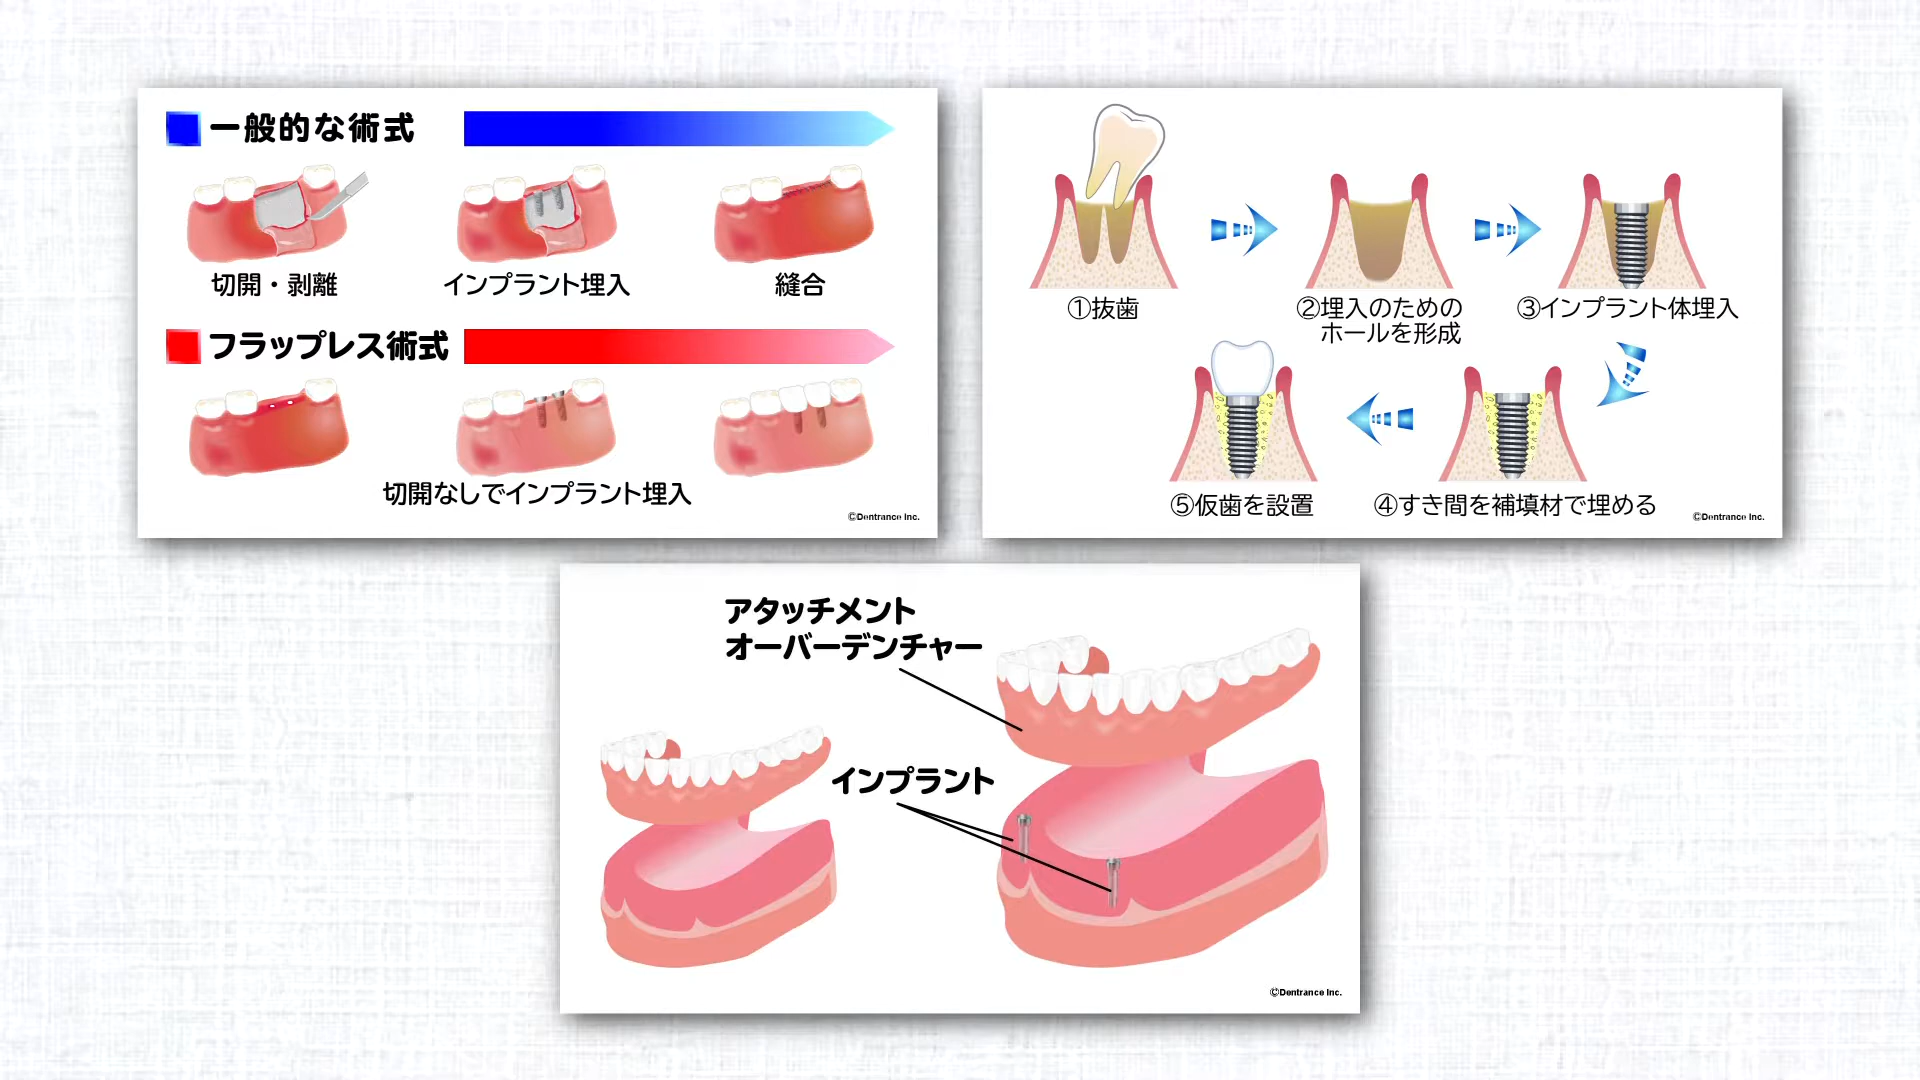 一般的な術式
切開・剥離
インプラント埋入
縫合
フラップレス術式
切開なしでインプラント埋入
©Dentrance Inc.
①抜歯
②埋入のための
ホールを形成
③インプラント体埋入
⑤仮歯を設置
④すき間を補填材で埋める
©Dentrance Inc.
アタッチメント
オーバーデンチャー
インプラント
©Dentrance Inc.